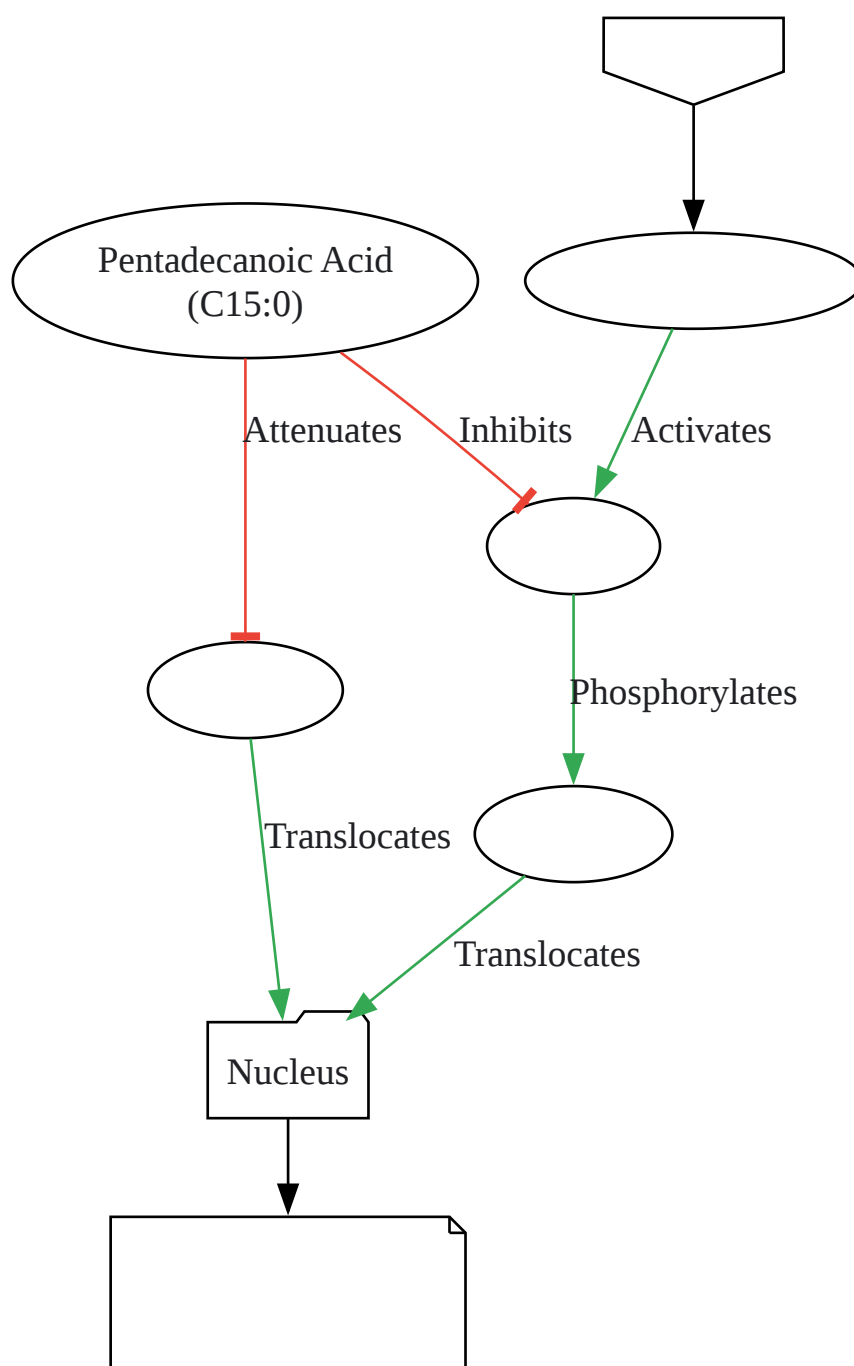 Pentadecanoic Acid
(C15:0)
Attenuates
Inhibits
Activates
Phosphorylates
Translocates
Translocates
Nucleus